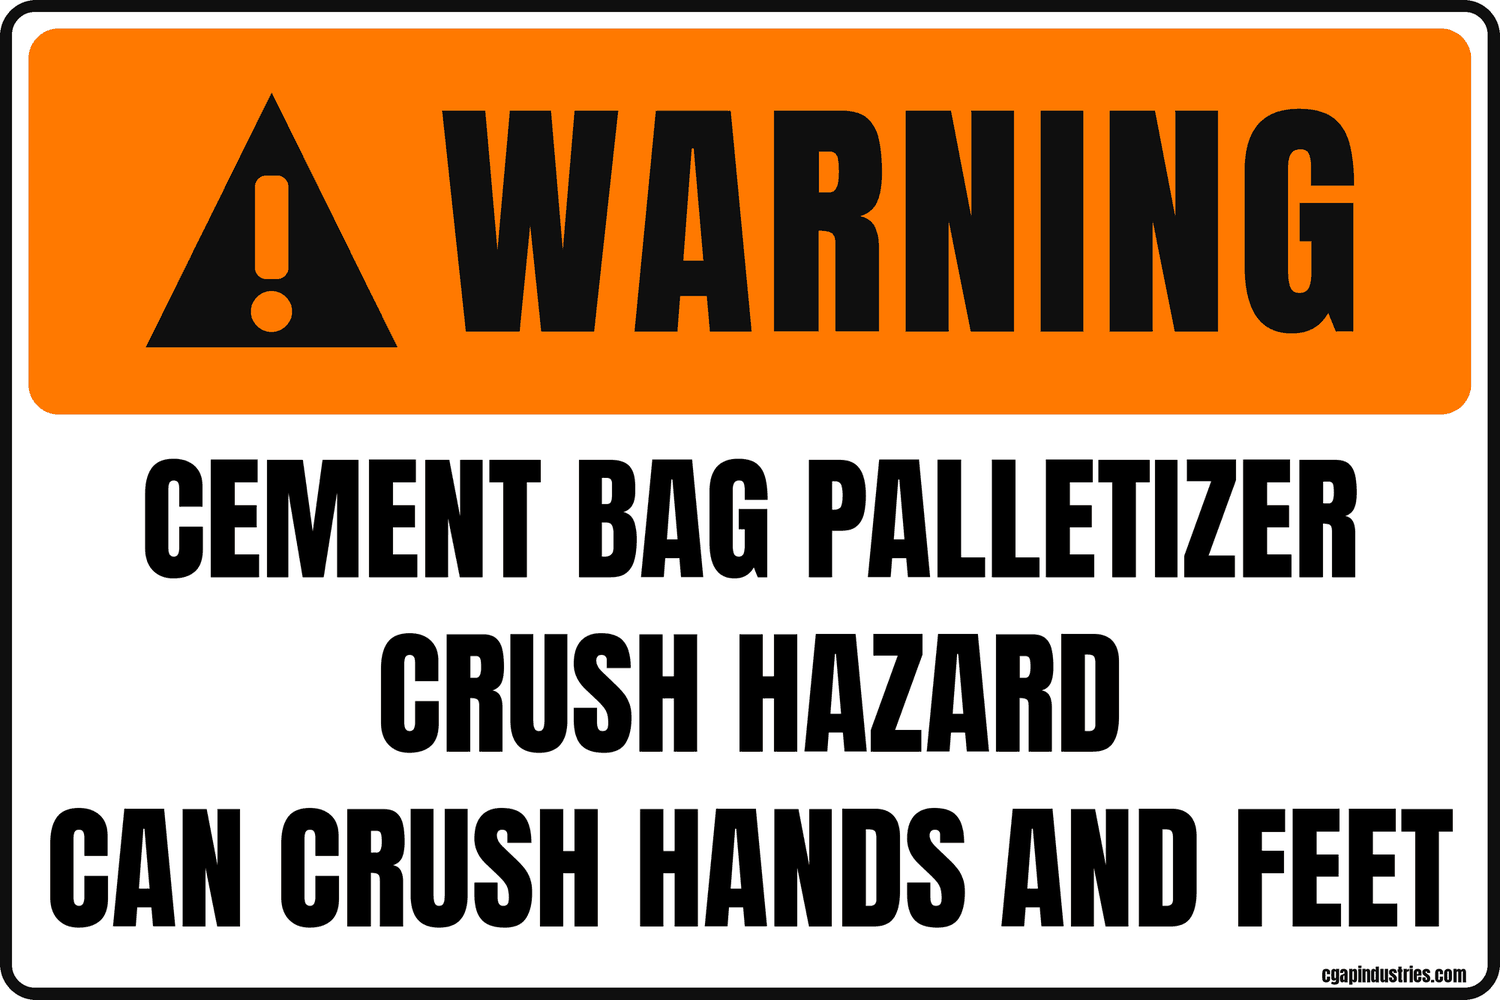 WARNING
CEMENT BAG PALLETIZER
CRUSH HAZARD
CAN CRUSH HANDS AND FEET
cgapindustries.com